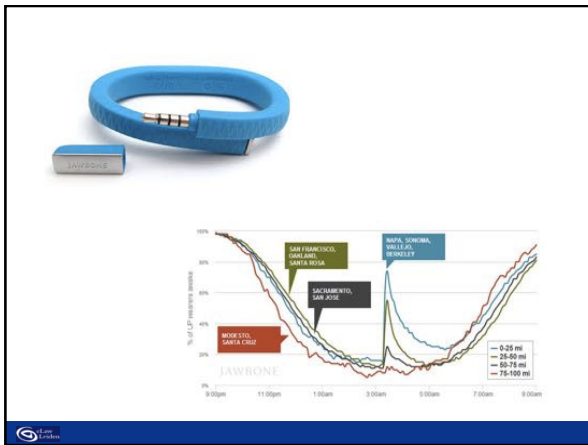 JAWBONE
100%
80%
60%
40%
20%
0%
% of UP wearers awake
SAN FRANCISCO,
OAKLAND,
SANTA ROSA
NAPA, SONOMA,
VALLEJO,
BERKELEY
SACRAMENTO,
SAN JOSE
MODESTO,
SANTA CRUZ
0-25 mi
25-50 mi
50-75 mi
75-100 mi
JAWBONE
9:00pm 11:00pm 1:00am 3:00am 5:00am 7:00am 9:00am
eLaw
Leiden